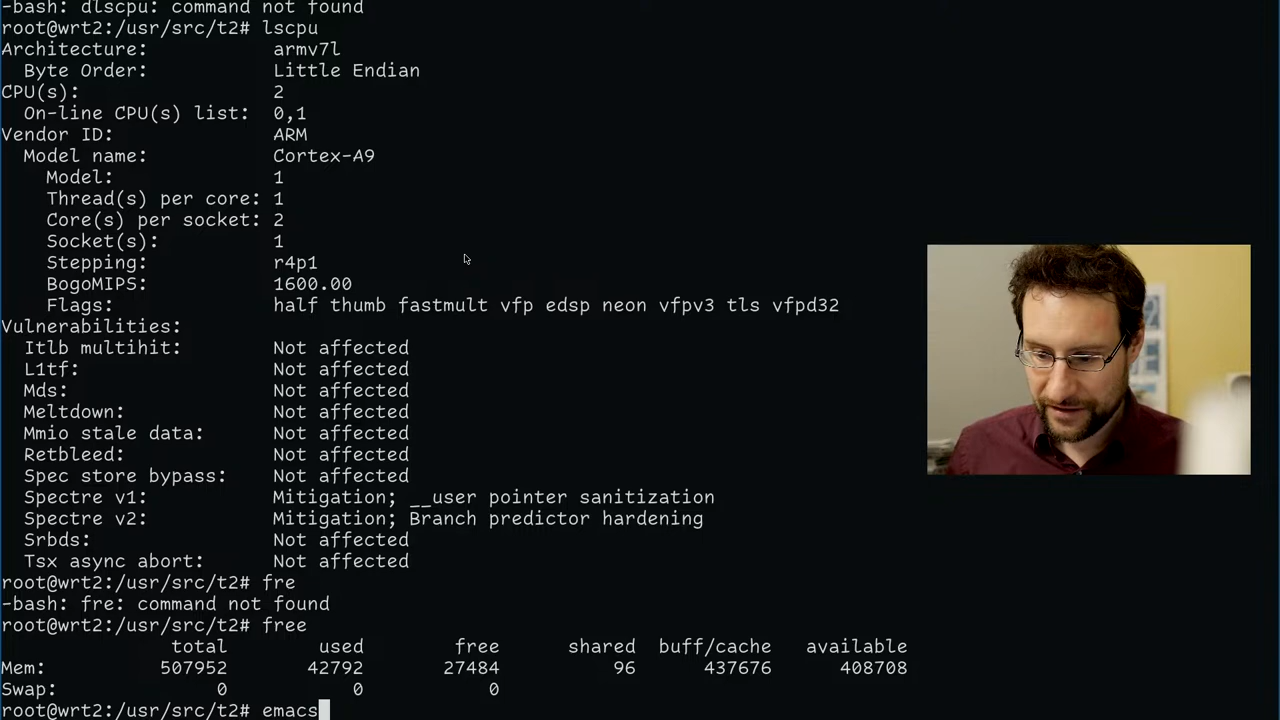 -bash: dlscpu: command not found
root@wrt2:/usr/src/t2# lscpu
Architecture: armv7l
Byte Order: Little Endian
CPU(s): 2
On-line CPU(s) list: 0,1
Vendor ID: ARM
Model name: Cortex-A9
Model: 1
Thread(s) per core: 1
Core(s) per socket: 2
Socket(s): 1
Stepping: r4p1
BogoMIPS: 1600.00
Flags: half thumb fastmult vfp edsp neon vfpv3 tls vfpd32
Vulnerabilities:
Itlb multihit: Not affected
L1tf: Not affected
Mds: Not affected
Meltdown: Not affected
Mmio stale data: Not affected
Retbleed: Not affected
Spec store bypass: Not affected
Spectre v1: Mitigation; __user pointer sanitization
Spectre v2: Mitigation; Branch predictor hardening
Srbds: Not affected
Tsx async abort: Not affected
root@wrt2:/usr/src/t2# fre
-bash: fre: command not found
root@wrt2:/usr/src/t2# free
total used free shared buff/cache available
Mem: 507952 42792 27484 96 437676 408708
Swap: 0 0 0
root@wrt2:/usr/src/t2# emacs